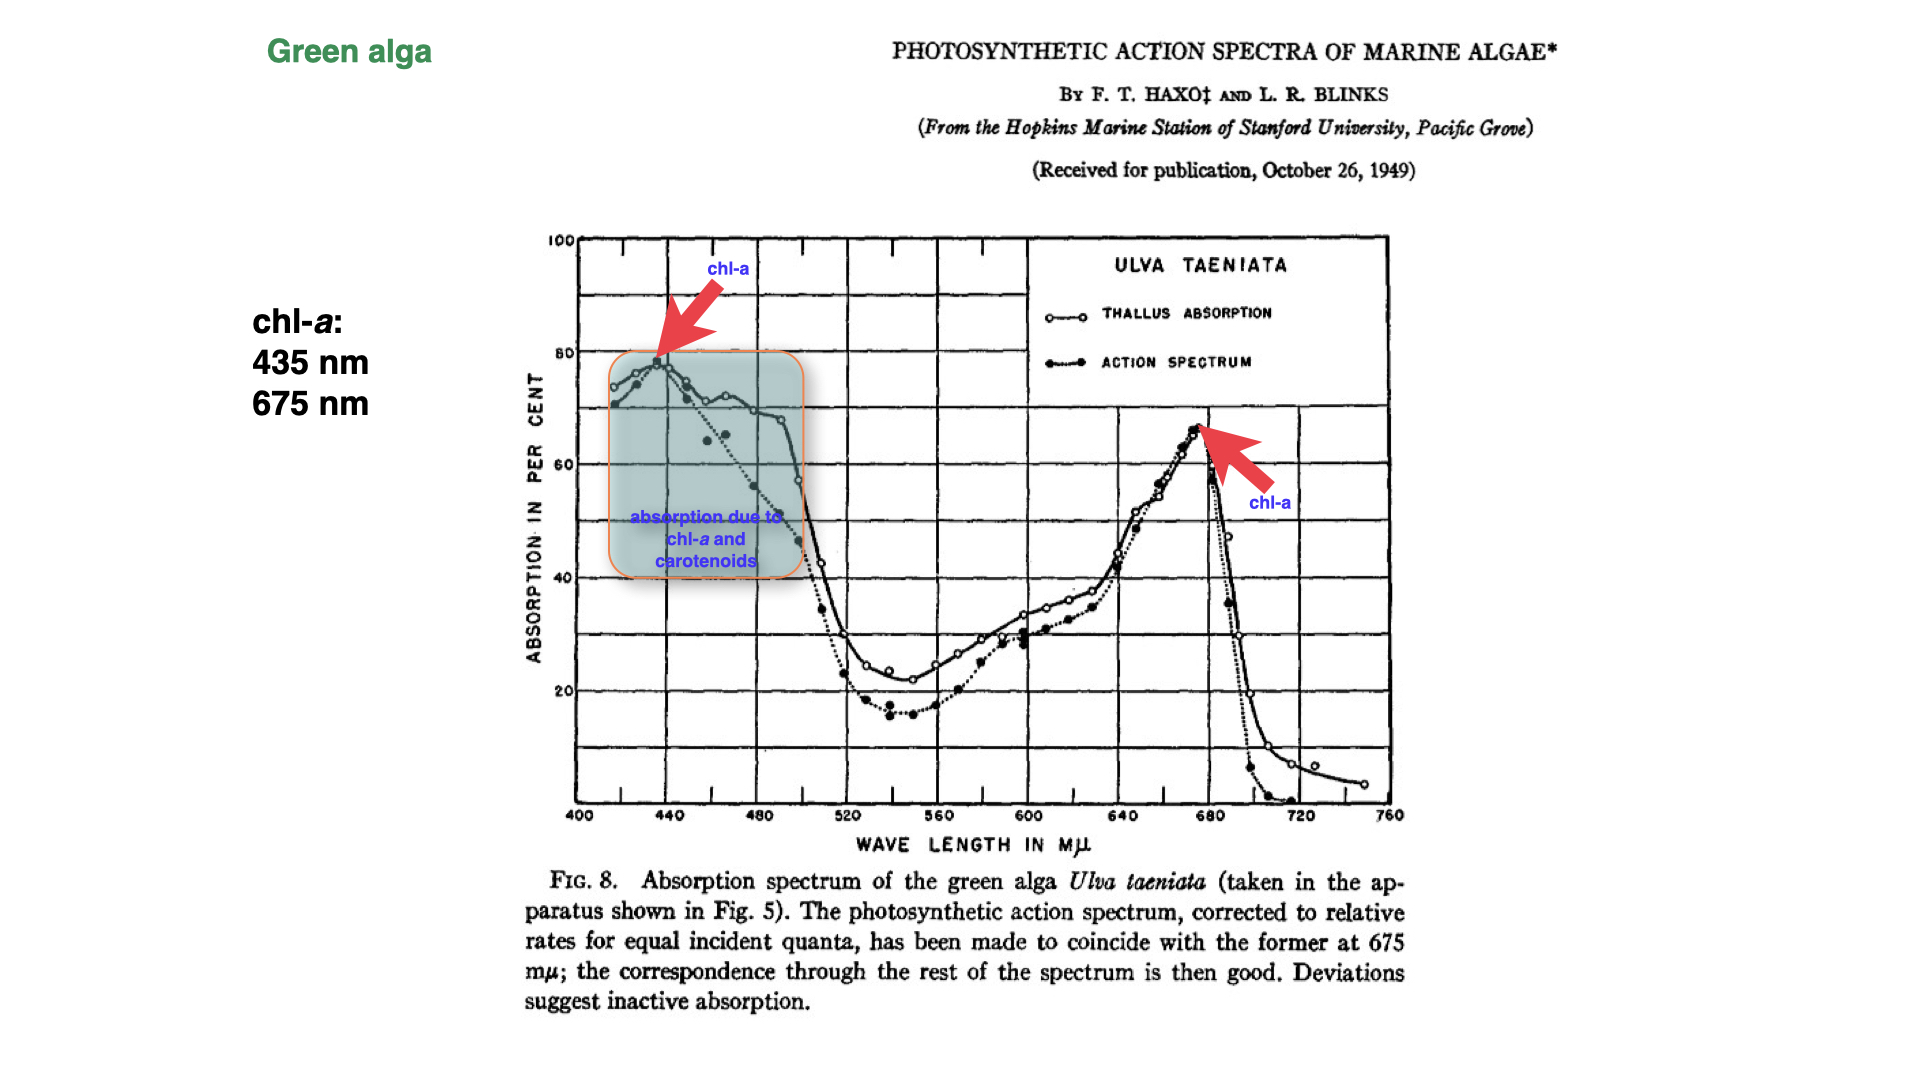 Green alga
PHOTOSYNTHETIC ACTION SPECTRA OF MARINE ALGAE*
BY F. T. HAXO‡ AND L. R. BLINKS
(From the Hopkins Marine Station of Stanford University, Pacific Grove)
(Received for publication, October 26, 1949)
chl-a:
435 nm
675 nm
ULVA TAENIATA
THALLUS ABSORPTION
ACTION SPECTRUM
chl-a
chl-a
absorption due to
chl-a and
carotenoids
ABSORPTION IN PER CENT
100
80
60
40
20
400 440 480 520 560 600 640 680 720 760
WAVE LENGTH IN Mμ
FIG. 8. Absorption spectrum of the green alga Ulva taeniata (taken in the ap-
paratus shown in Fig. 5). The photosynthetic action spectrum, corrected to relative
rates for equal incident quanta, has been made to coincide with the former at 675
mμ; the correspondence through the rest of the spectrum is then good. Deviations
suggest inactive absorption.